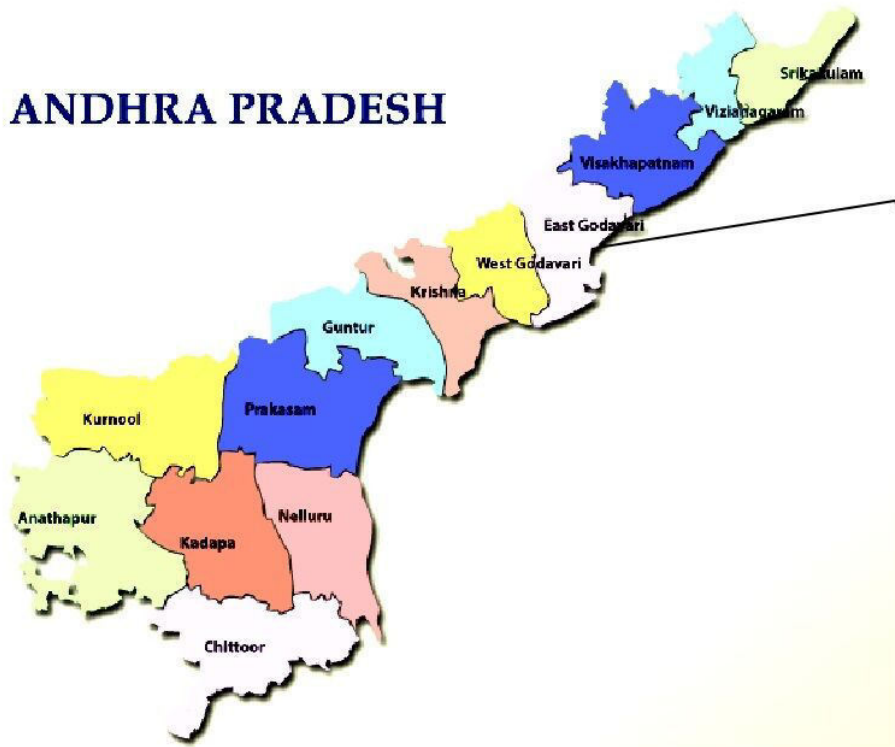 ANDHRA PRADESH
Srikakulam
Vizianagaram
Visakhapatnam
East Godavari
West Godavari
Krishna
Guntur
Prakasam
Kurnool
Nelluru
Anathapur
Kadapa
Chittoor